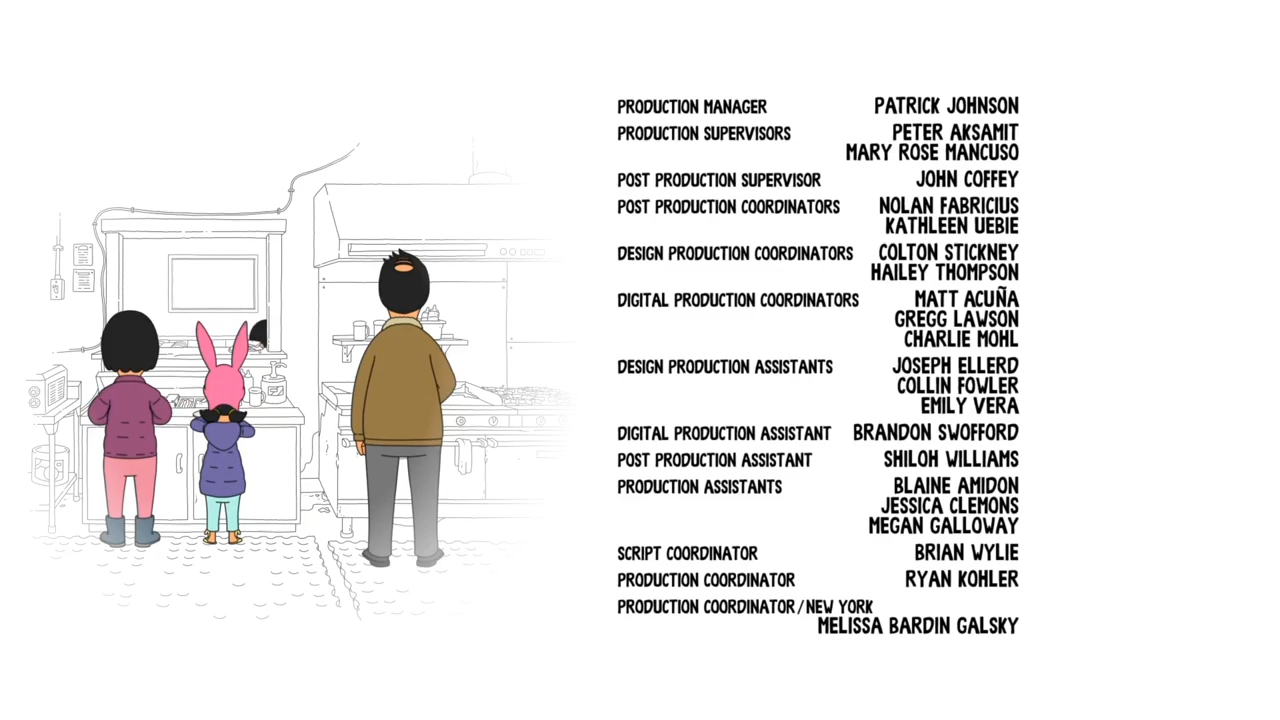 PRODUCTION MANAGER PATRICK JOHNSON
PRODUCTION SUPERVISORS PETER AKSAMIT
MARY ROSE MANCUSO
POST PRODUCTION SUPERVISOR JOHN COFFEY
POST PRODUCTION COORDINATORS NOLAN FABRICIUS
KATHLEEN UEBIE
DESIGN PRODUCTION COORDINATORS COLTON STICKNEY
HAILEY THOMPSON
DIGITAL PRODUCTION COORDINATORS MATT ACUÑA
GREGG LAWSON
CHARLIE MOHL
DESIGN PRODUCTION ASSISTANTS JOSEPH ELLERD
COLLIN FOWLER
EMILY VERA
DIGITAL PRODUCTION ASSISTANT BRANDON SWOFFORD
POST PRODUCTION ASSISTANT SHILOH WILLIAMS
PRODUCTION ASSISTANTS BLAINE AMIDON
JESSICA CLEMONS
MEGAN GALLOWAY
SCRIPT COORDINATOR BRIAN WYLIE
PRODUCTION COORDINATOR RYAN KOHLER
PRODUCTION COORDINATOR/NEW YORK
MELISSA BARDIN GALSKY